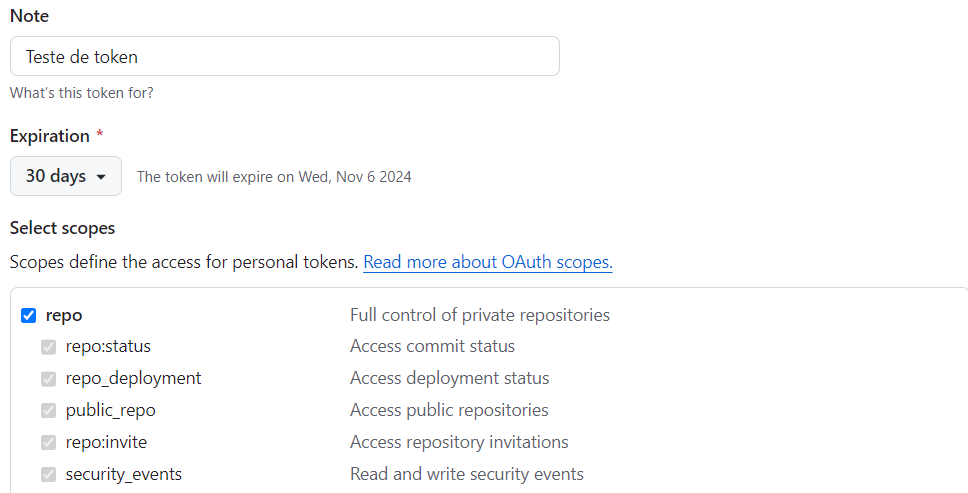 Note
Teste de token
What's this token for?
Expiration *
30 days The token will expire on Wed, Nov 6 2024
Select scopes
Scopes define the access for personal tokens. Read more about OAuth scopes.
repo Full control of private repositories
repo:status Access commit status
repo_deployment Access deployment status
public_repo Access public repositories
repo:invite Access repository invitations
security_events Read and write security events